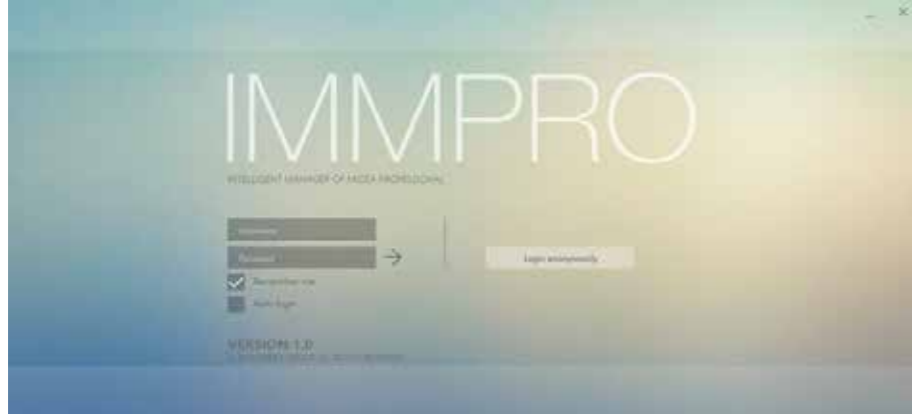 IMMPRO
INTELLIGENT MANAGER OF MEDIA PROFESSIONAL
Username
Password
Login anonymously
Remember me
Auto login
VERSION 1.0